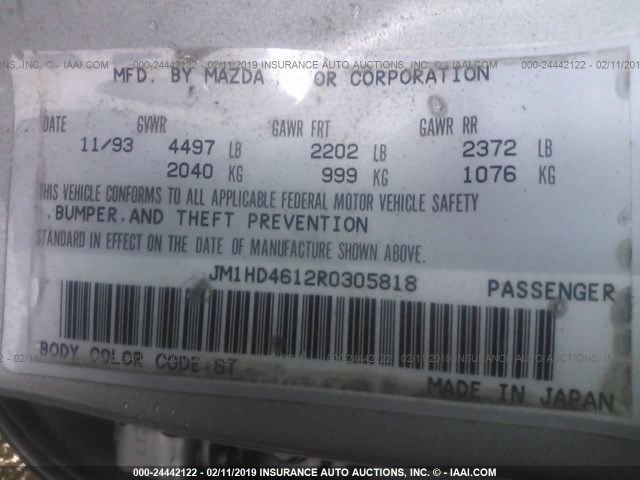 000-24442122 - 02/11/2019 INSURANCE AUTO AUCTIONS, INC. - © IAAI.COM
MFD. BY MAZDA OR CORPORATION
DATE GVWR GAWR FRT GAWR RR
11/93 4497 LB 2202 LB 2372 LB
2040 KG 999 KG 1076 KG
THIS VEHICLE CONFORMS TO ALL APPLICABLE FEDERAL MOTOR VEHICLE SAFETY
,BUMPER,AND THEFT PREVENTION
STANDARD IN EFFECT ON THE DATE OF MANUFACTURE SHOWN ABOVE.
JM1HD4612R0305818 PASSENGER
BODY COLOR CODE:
MADE IN JAPAN
000-24442122 - 02/11/2019 INSURANCE AUTO AUCTIONS, INC. - © IAAI.COM